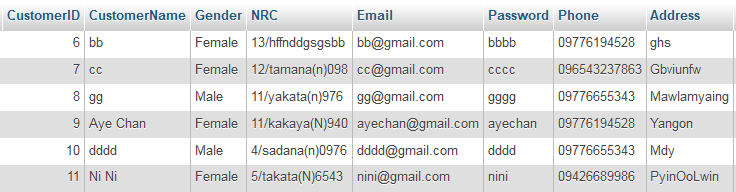 CustomerID CustomerName Gender NRC Email Password Phone Address
6 bb Female 13/hffnddgsgsbb bb@gmail.com bbbb 09776194528 ghs
7 cc Female 12/tamana(n)098 cc@gmail.com cccc 096543237863 Gbviunfw
8 gg Male 11/yakata(n)976 gg@gmail.com gggg 09776655343 Mawlamyaing
9 Aye Chan Female 11/kakaya(N)940 ayechan@gmail.com ayechan 09776194528 Yangon
10 dddd Male 4/sadana(n)0976 dddd@gmail.com dddd 09776655343 Mdy
11 Ni Ni Female 5/takata(N)6543 nini@gmail.com nini 09426689986 PyinOoLwin